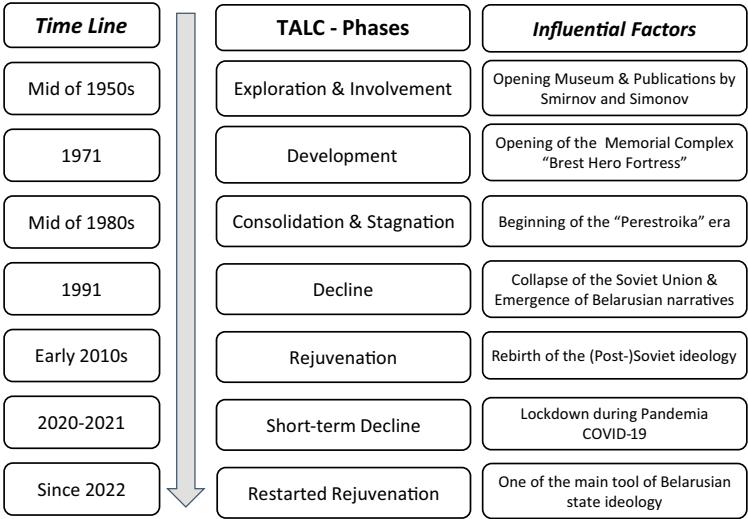 Time Line
TALC - Phases
Influential Factors
Mid of 1950s
Exploration & Involvement
Opening Museum & Publications by
Smirnov and Simonov
1971
Development
Opening of the Memorial Complex
“Brest Hero Fortress”
Mid of 1980s
Consolidation & Stagnation
Beginning of the “Perestroika” era
1991
Decline
Collapse of the Soviet Union &
Emergence of Belarusian narratives
Early 2010s
Rejuvenation
Rebirth of the (Post-)Soviet ideology
2020-2021
Short-term Decline
Lockdown during Pandemia
COVID-19
Since 2022
Restarted Rejuvenation
One of the main tool of Belarusian
state ideology